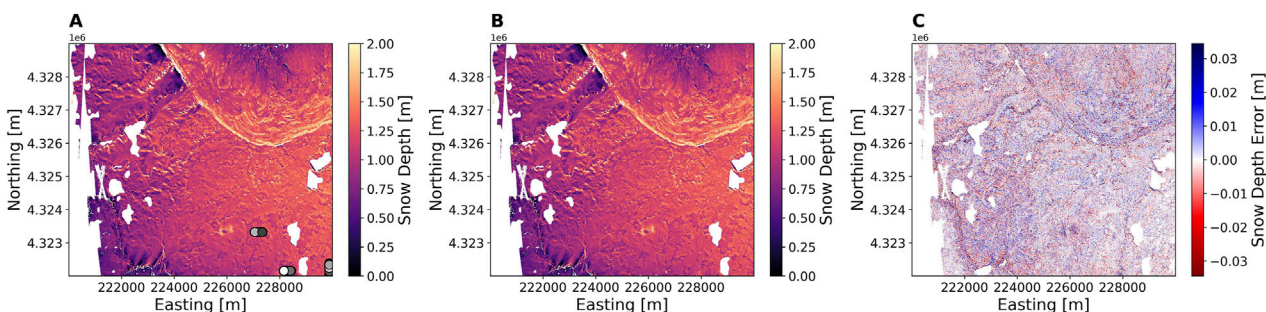 A
1e6
4.328
4.327
4.326
4.325
4.324
4.323
Northing [m]
222000 224000 226000 228000
Easting [m]
2.00
1.75
1.50
1.25
1.00
0.75
0.50
0.25
0.00
Snow Depth [m]
B
1e6
4.328
4.327
4.326
4.325
4.324
4.323
Northing [m]
222000 224000 226000 228000
Easting [m]
2.00
1.75
1.50
1.25
1.00
0.75
0.50
0.25
0.00
Snow Depth [m]
C
1e6
4.328
4.327
4.326
4.325
4.324
4.323
Northing [m]
222000 224000 226000 228000
Easting [m]
0.03
0.02
0.01
0.00
−0.01
−0.02
−0.03
Snow Depth Error [m]